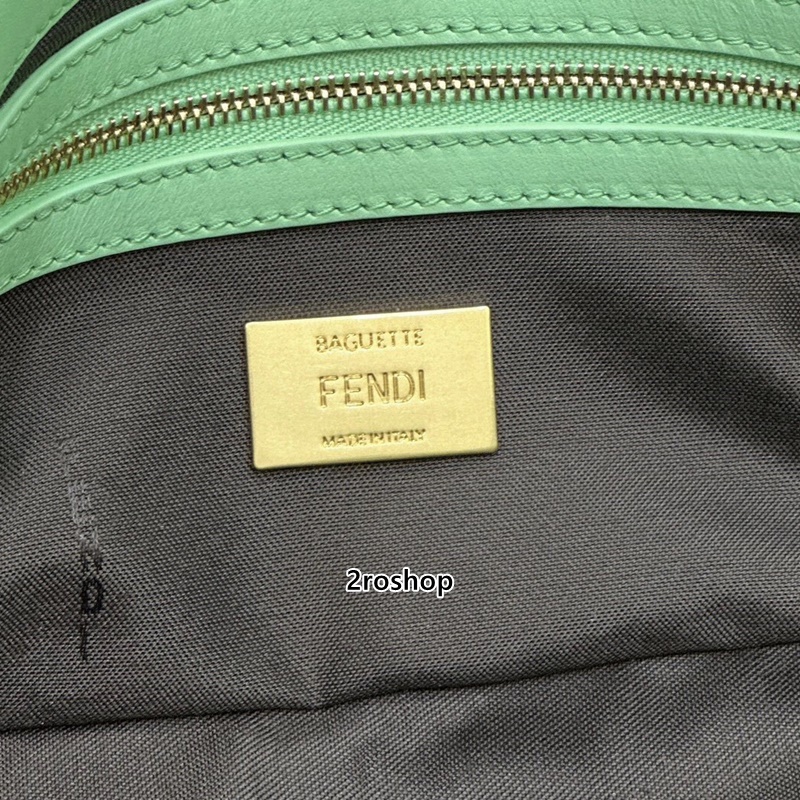 BAGUETTE
FENDI
MADE IN ITALY
2roshop